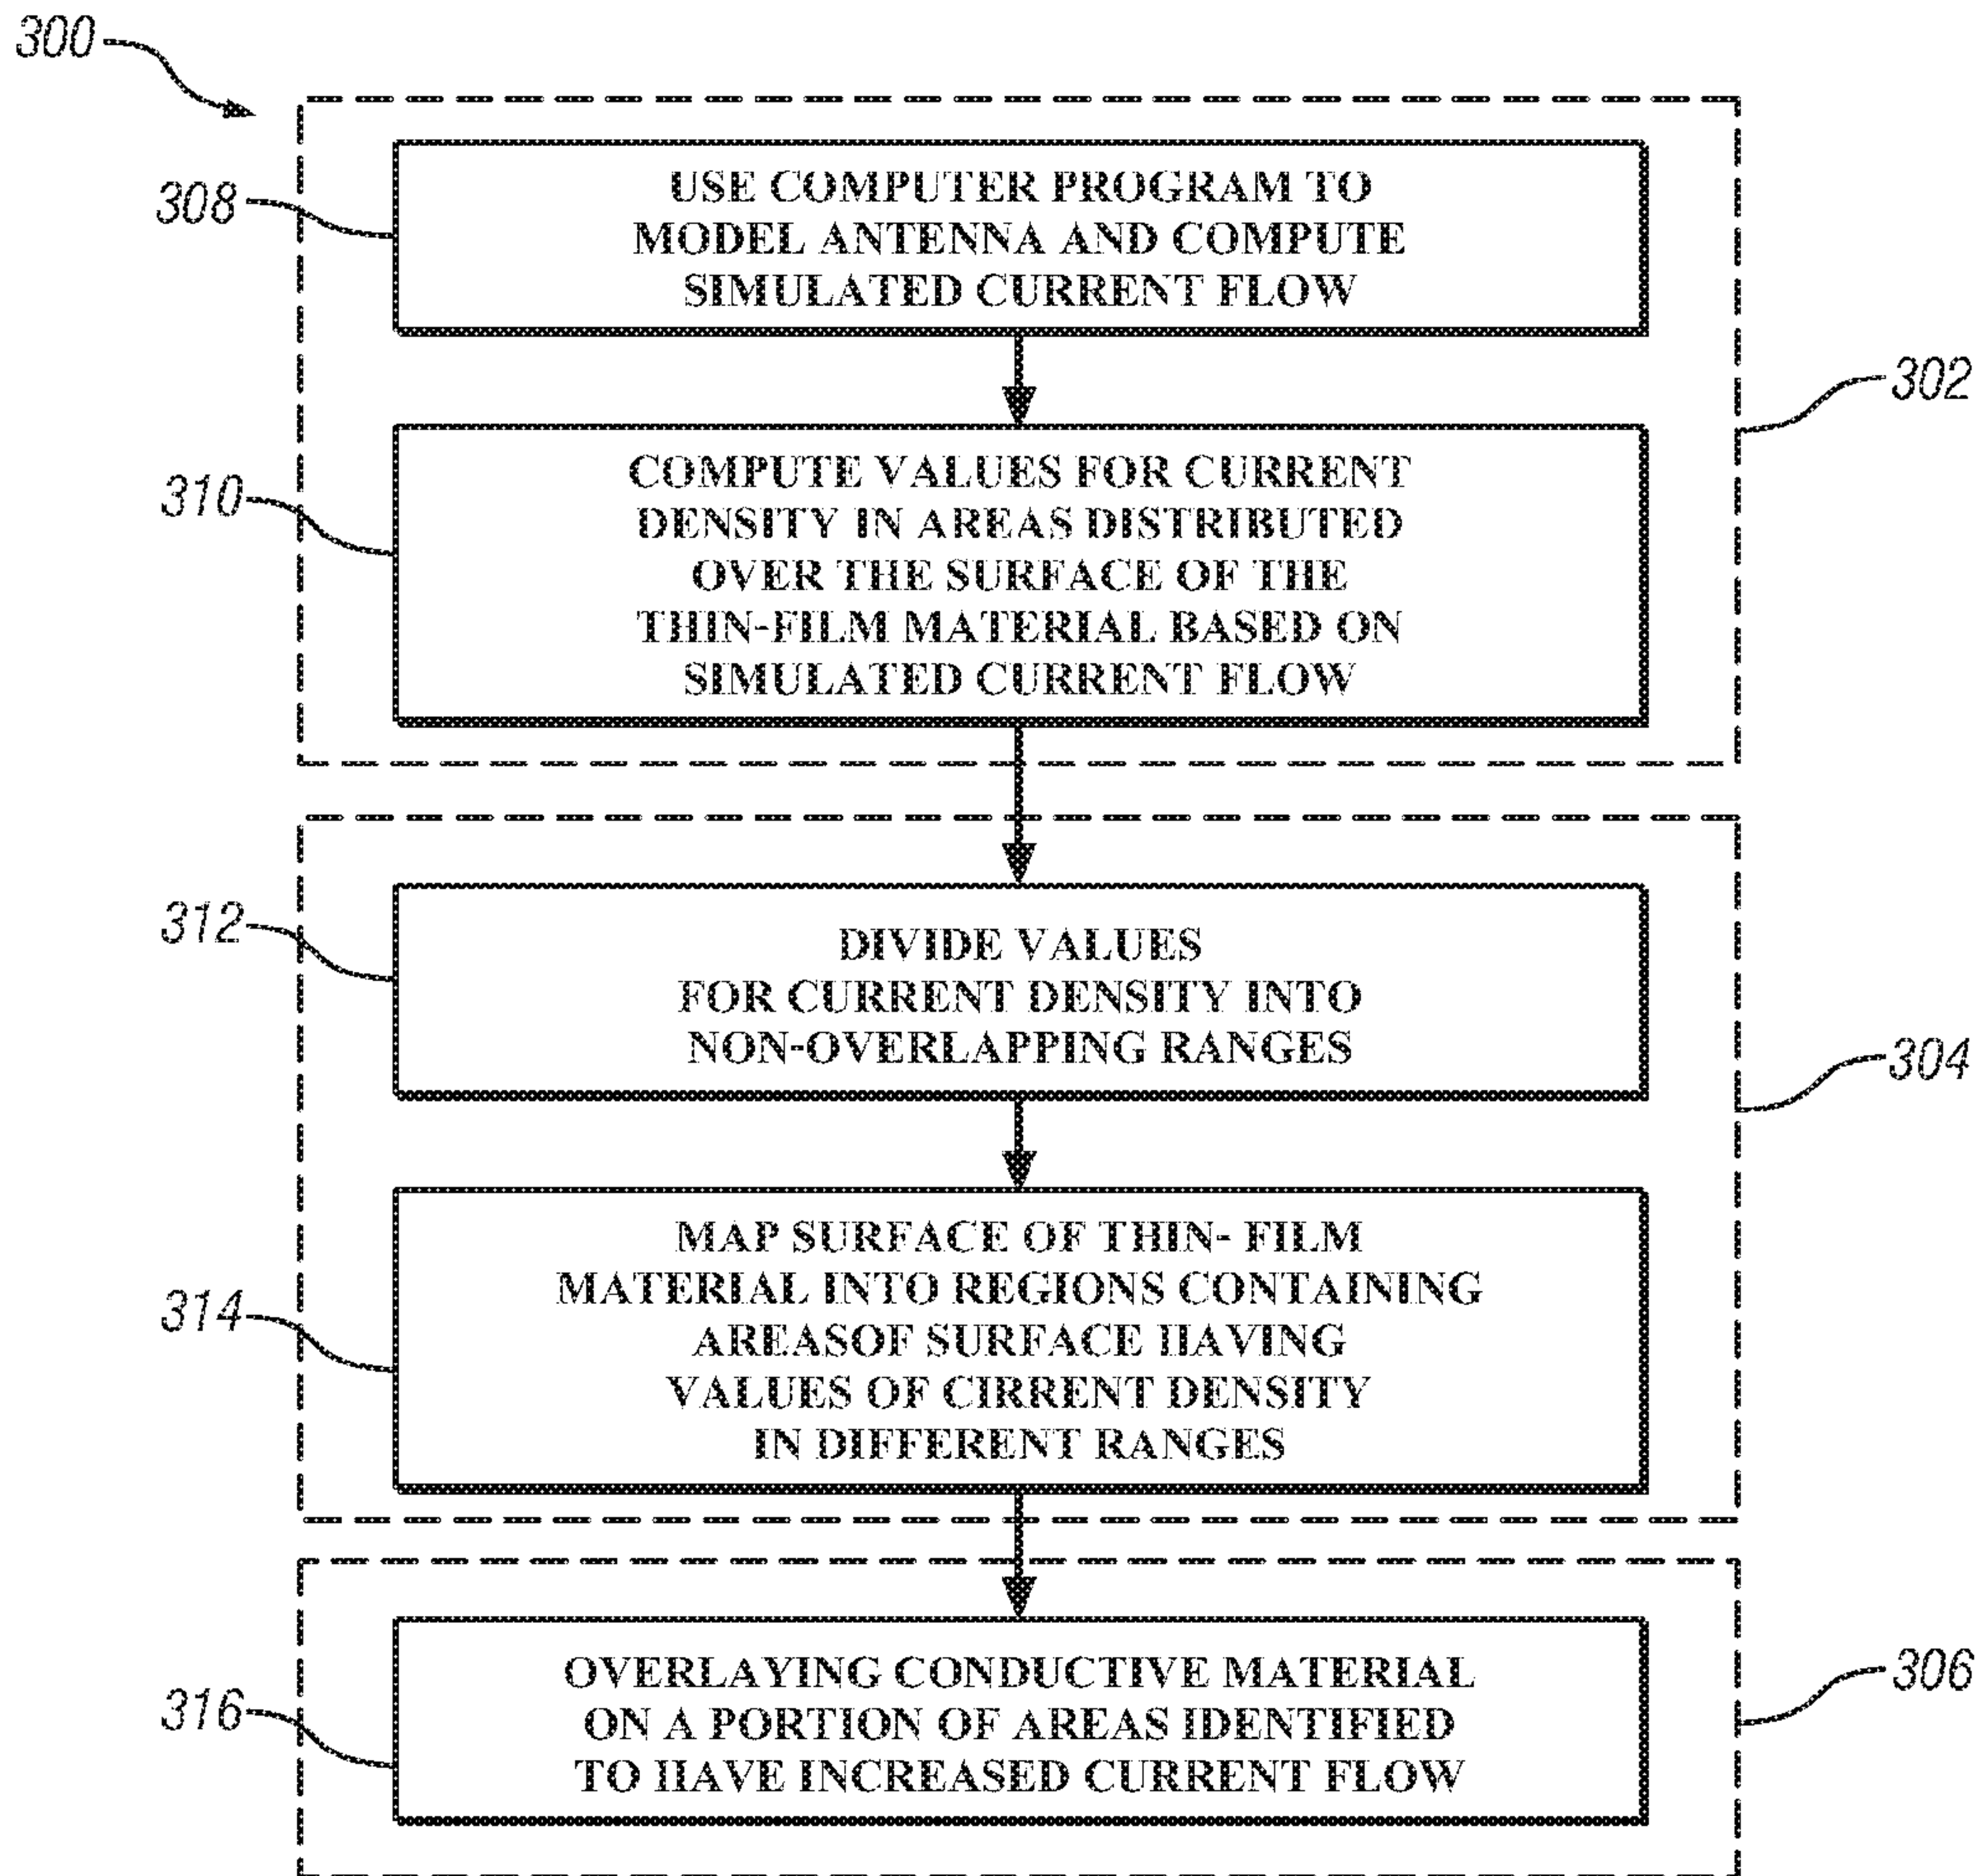 300
308
USE COMPUTER PROGRAM TO
MODEL ANTENNA AND COMPUTE
SIMULATED CURRENT FLOW
302
310
COMPUTE VALUES FOR CURRENT
DENSITY IN AREAS DISTRIBUTED
OVER THE SURFACE OF THE
THIN-FILM MATERIAL BASED ON
SIMULATED CURRENT FLOW
312
DIVIDE VALUES
FOR CURRENT DENSITY INTO
NON-OVERLAPPING RANGES
304
314
MAP SURFACE OF THIN- FILM
MATERIAL INTO REGIONS CONTAINING
AREASOF SURFACE HAVING
VALUES OF CIRRENT DENSITY
IN DIFFERENT RANGES
316
OVERLAYING CONDUCTIVE MATERIAL
ON A PORTION OF AREAS IDENTIFIED
TO HAVE INCREASED CURRENT FLOW
306